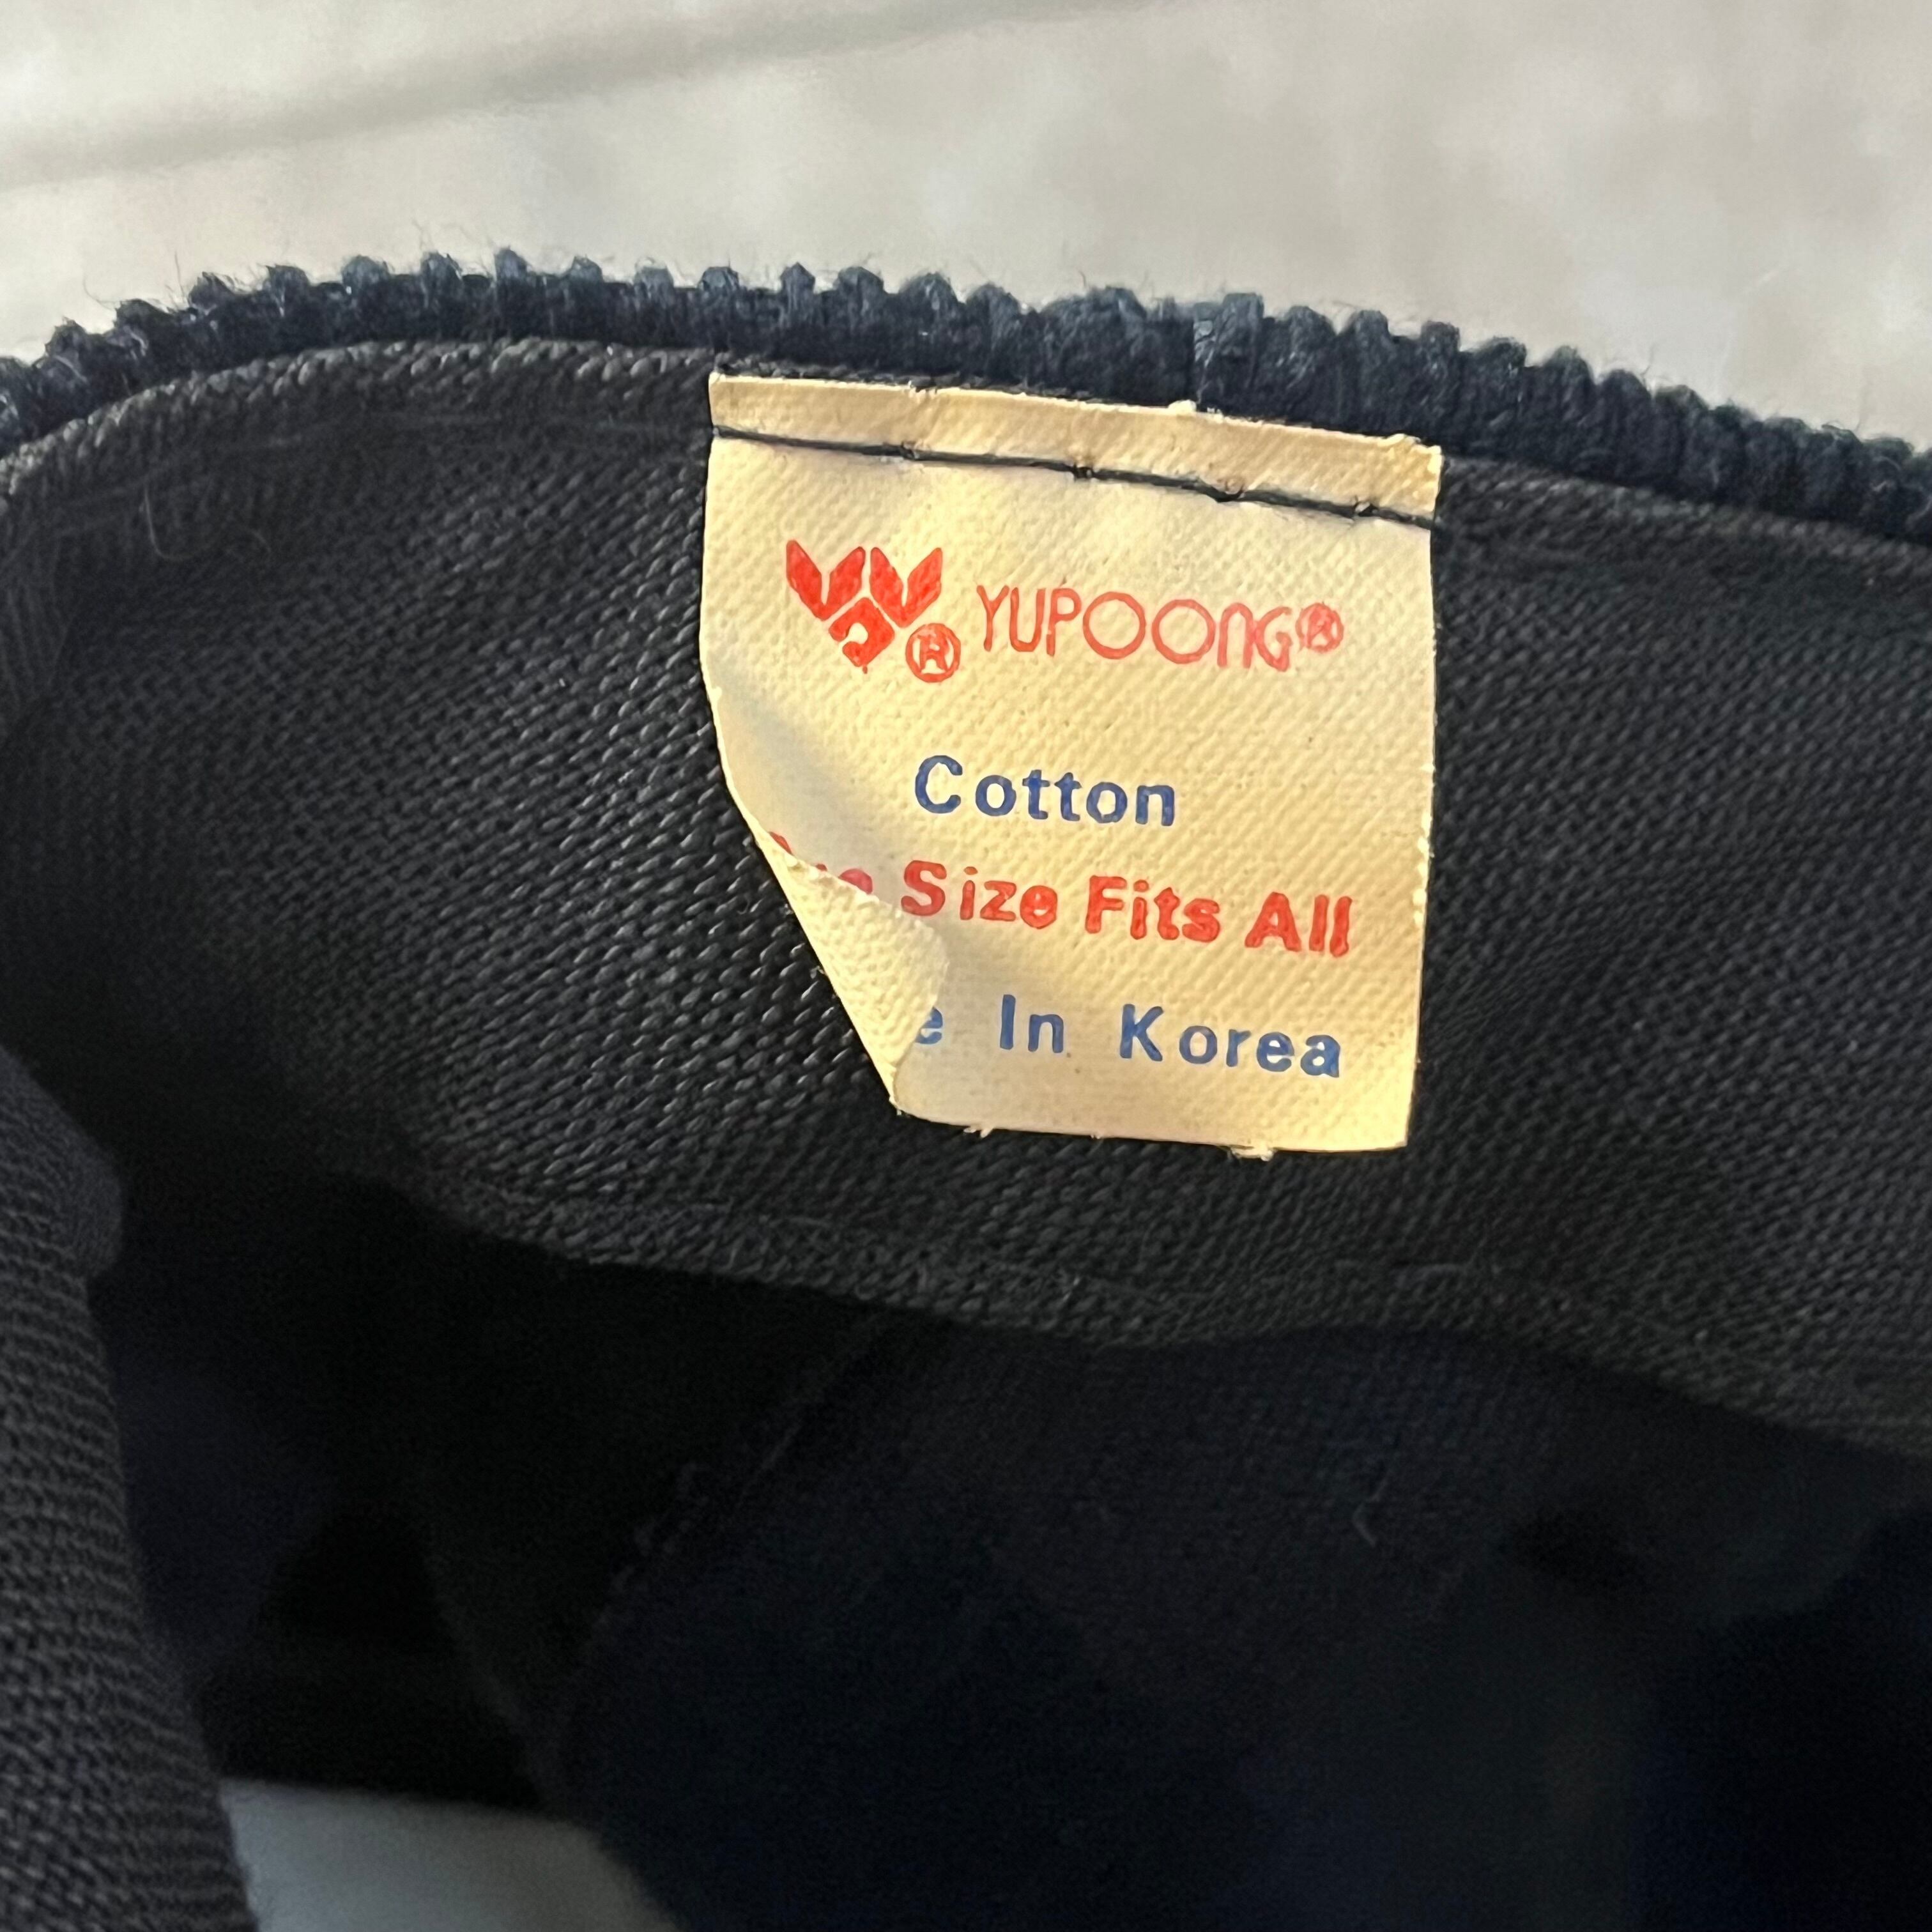 YUPOONG®
Cotton
Size Fits All
In Korea